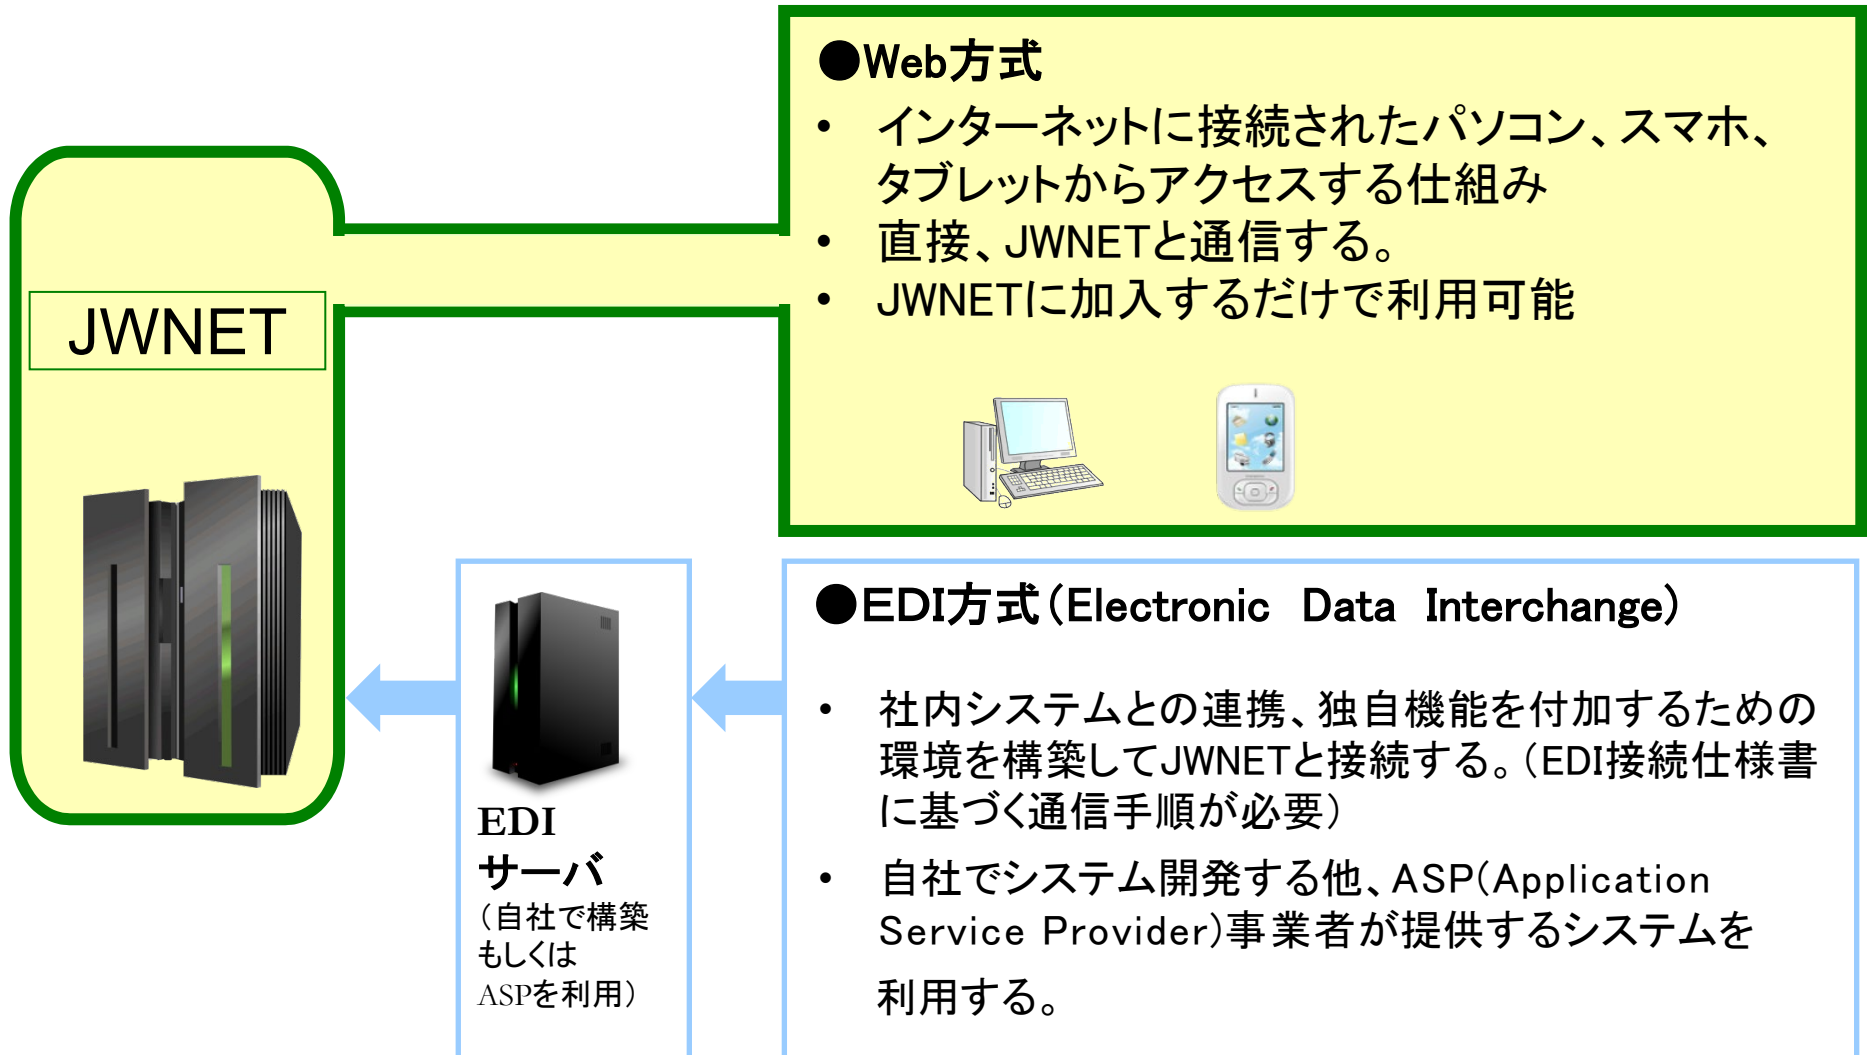 ●Web方式
• インターネットに接続されたパソコン、スマホ、
タブレットからアクセスする仕組み
• 直接、JWNETと通信する。
• JWNETに加入するだけで利用可能
JWNET
●EDI方式（Electronic　Data　Interchange）
• 社内システムとの連携、独自機能を付加するための
環境を構築してJWNETと接続する。（EDI接続仕様書
に基づく通信手順が必要）
• 自社でシステム開発する他、ASP(Application
Service Provider)事業者が提供するシステムを
利用する。
EDI
サーバ
（自社で構築
もしくは
ASPを利用）